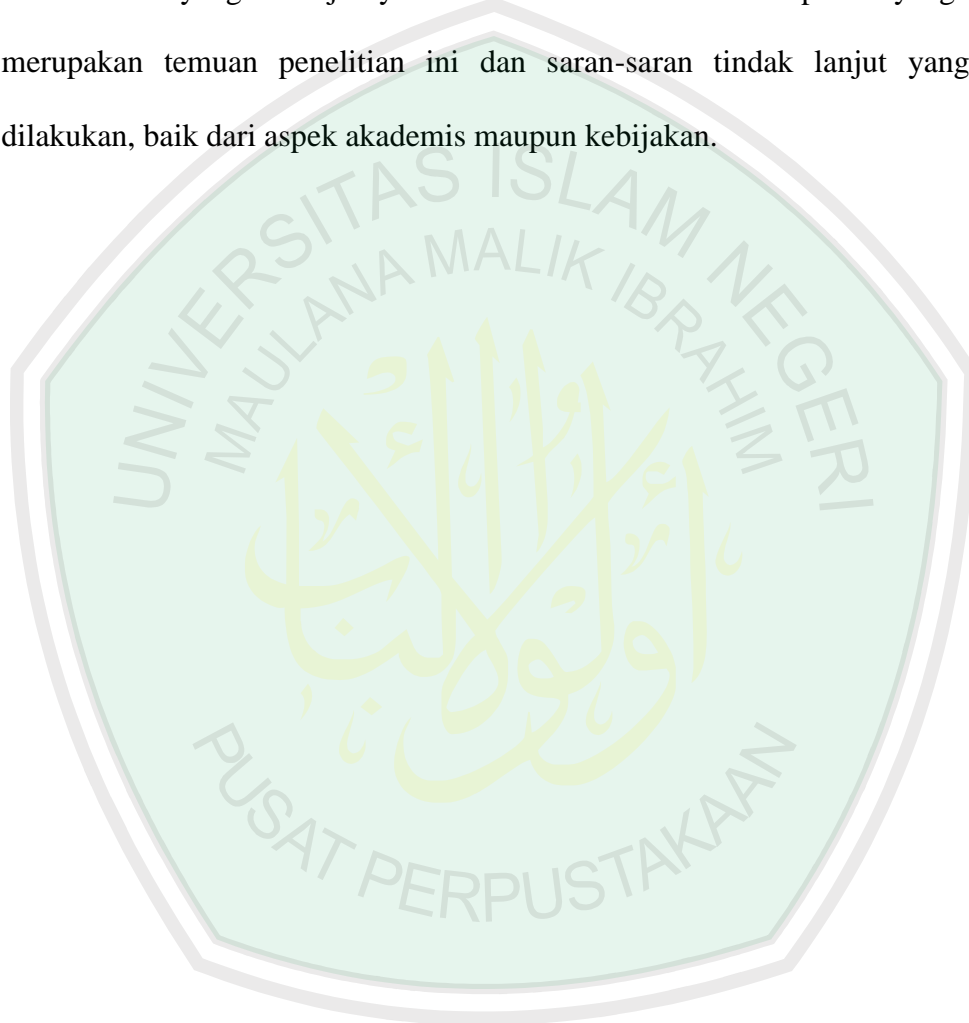 merupakan temuan penelitian ini dan saran-saran tindak lanjut yang
dilakukan, baik dari aspek akademis maupun kebijakan.
UNIVERSITAS ISLAM NEGERI
MAULANA MALIK IBRAHIM
PUSAT PERPUSTAKAAN